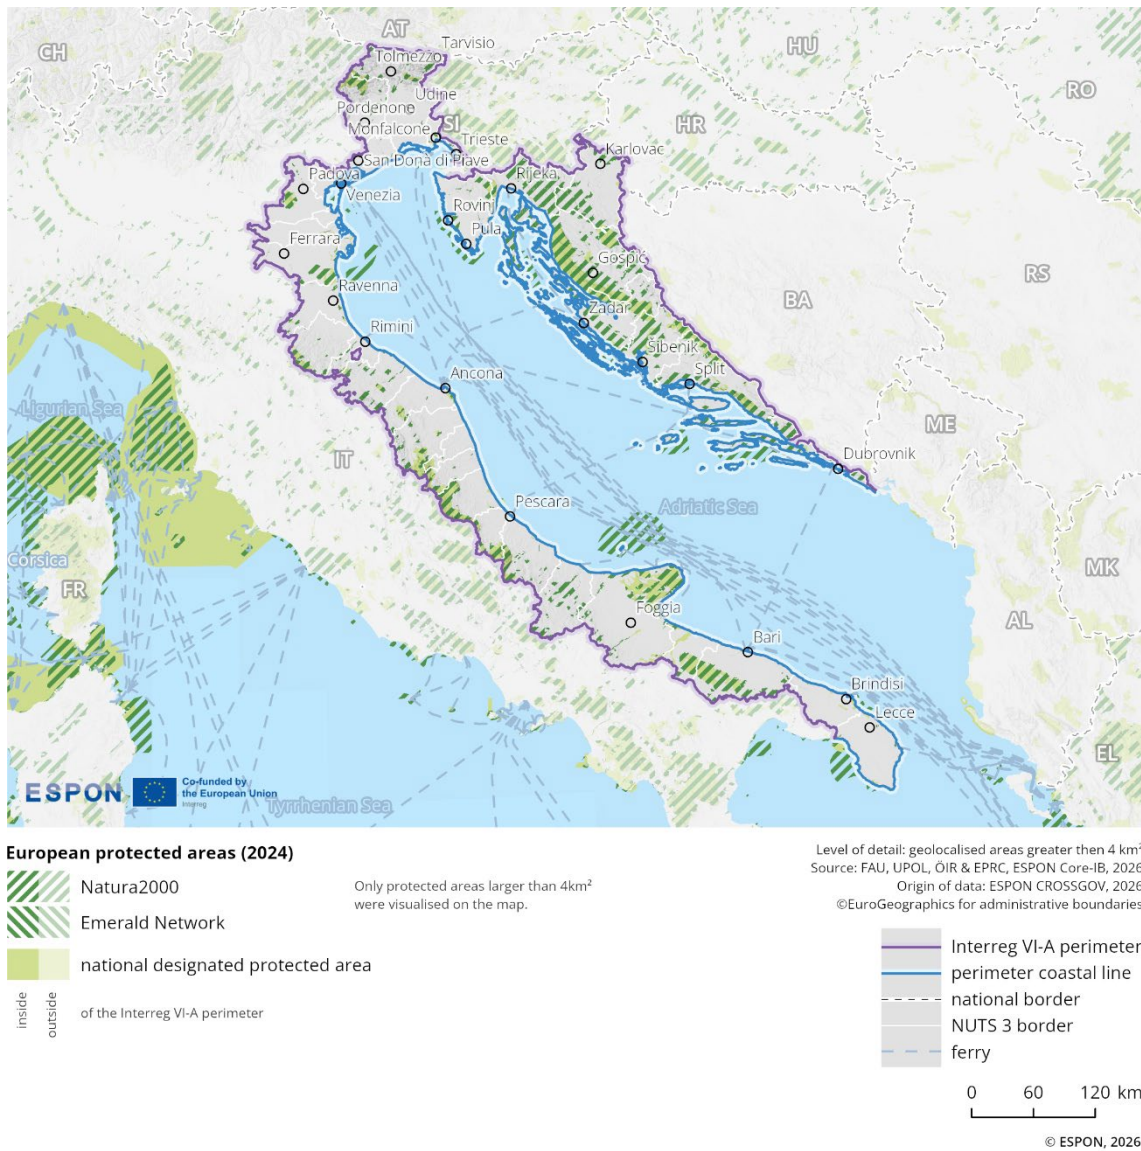 CH
AT
Tarvisio
HU
Tolmezzo
RO
Udine
Pordenone
SI
HR
Monfalcone
Trieste
Karlovac
San Donà di Piave
Padova
Rijeka
Venezia
Rovinj
Pula
Ferrara
Gospić
RS
BA
Ravenna
Zadar
Rimini
Šibenik
Ancona
Split
Ligurian Sea
ME
IT
Dubrovnik
Pescara
Adriatic Sea
Corsica
MK
FR
Foggia
AL
Bari
Brindisi
Lecce
EL
ESPON
Co-funded by
the European Union
Interreg
Tyrrhenian Sea
European protected areas (2024)
Natura2000
Emerald Network
national designated protected area
inside
outside
of the Interreg VI-A perimeter
Only protected areas larger than 4km²
were visualised on the map.
Level of detail: geolocalised areas greater then 4 km²
Source: FAU, UPOL, ÖIR & EPRC, ESPON Core-IB, 2026
Origin of data: ESPON CROSSGOV, 2026
©EuroGeographics for administrative boundaries
Interreg VI-A perimeter
perimeter coastal line
national border
NUTS 3 border
ferry
0 60 120 km
© ESPON, 2026